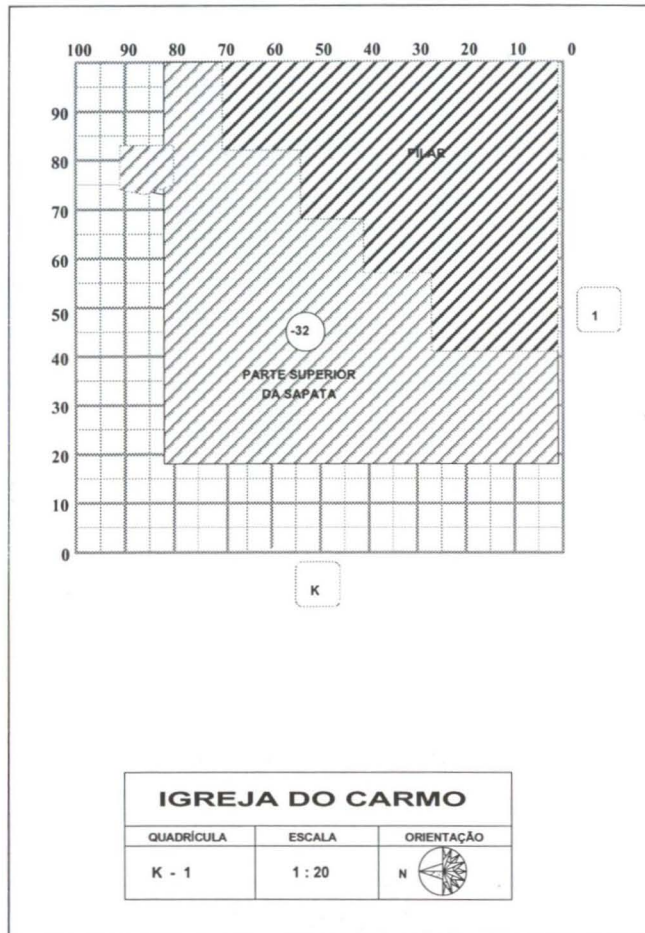 100 90 80 70 60 50 40 30 20 10 0
90
80
70
60
50
40
30
20
10
0
PILAR
1
-32
PARTE SUPERIOR
DA SAPATA
K
IGREJA DO CARMO
QUADRÍCULA ESCALA ORIENTAÇÃO
K - 1 1 : 20 N